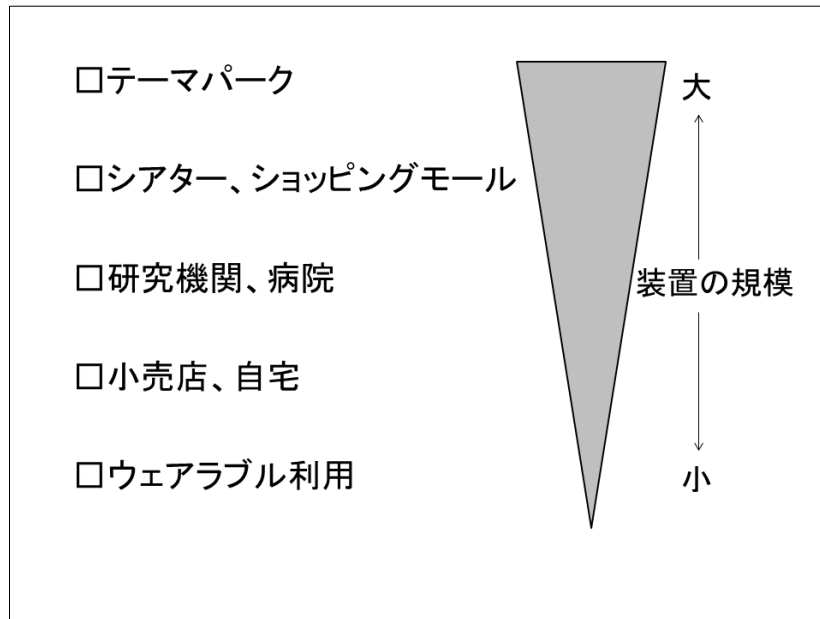 □テーマパーク
大
□シアター、ショッピングモール
□研究機関、病院
装置の規模
□小売店、自宅
□ウェアラブル利用
小